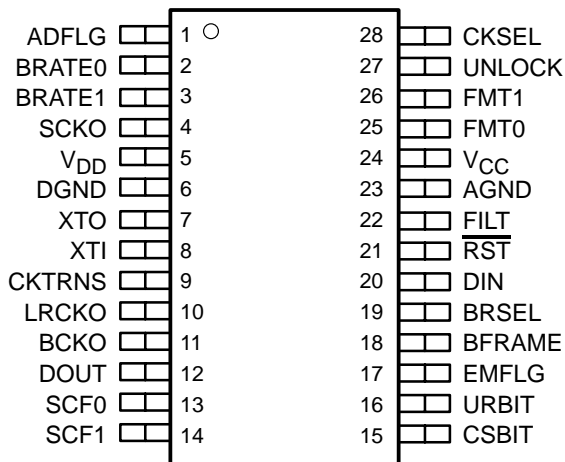 ADFLG 1 28 CKSEL
BRATE0 2 27 UNLOCK
BRATE1 3 26 FMT1
SCKO 4 25 FMT0
VDD 5 24 VCC
DGND 6 23 AGND
XTO 7 22 FILT
XTI 8 21 RST
CKTRNS 9 20 DIN
LRCKO 10 19 BRSEL
BCKO 11 18 BFRAME
DOUT 12 17 EMFLG
SCF0 13 16 URBIT
SCF1 14 15 CSBIT